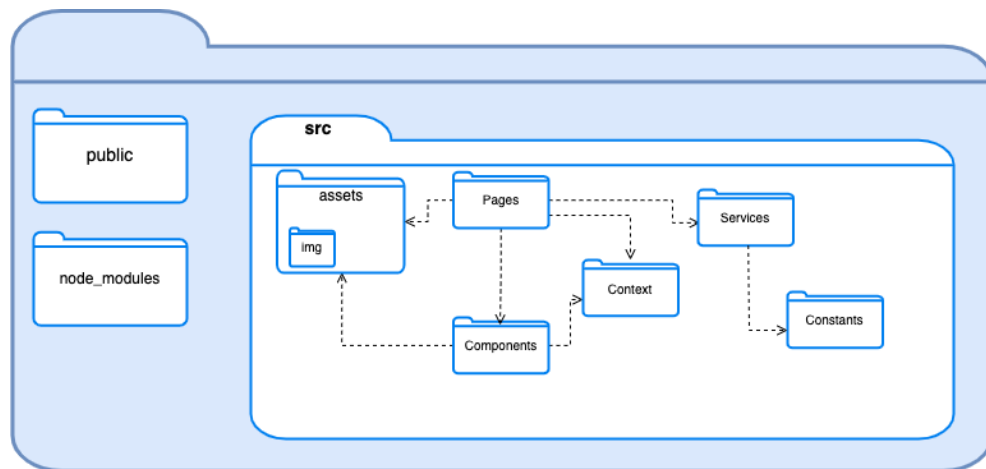 public
node_modules
src
assets
img
Pages
Services
Context
Constants
Components